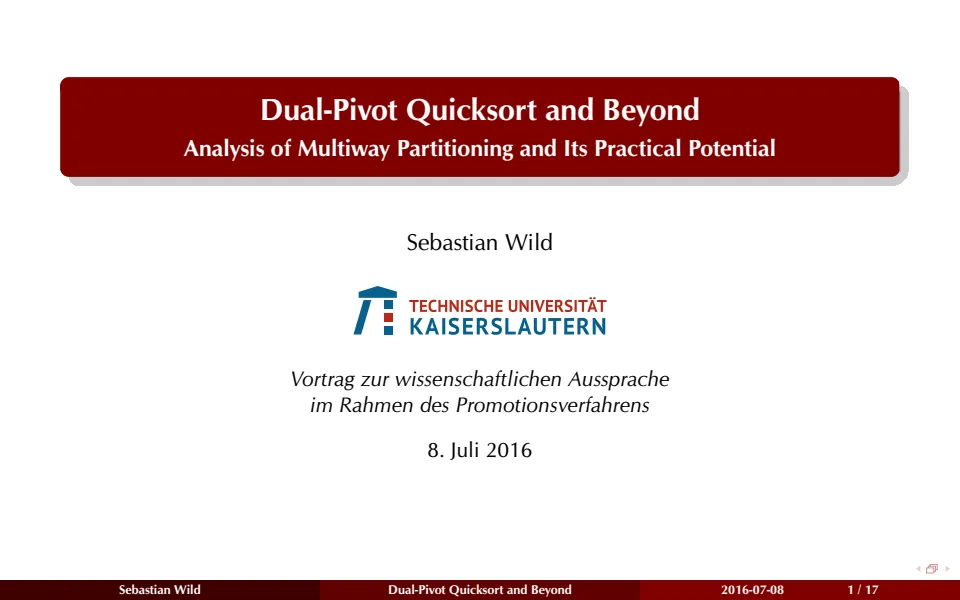 Dual-Pivot Quicksort and Beyond
Analysis of Multiway Partitioning and Its Practical Potential
Sebastian Wild
TECHNISCHE UNIVERSITÄT
KAISERSLAUTERN
Vortrag zur wissenschaftlichen Aussprache
im Rahmen des Promotionsverfahrens
8. Juli 2016
Sebastian Wild Dual-Pivot Quicksort and Beyond 2016-07-08 1 / 17